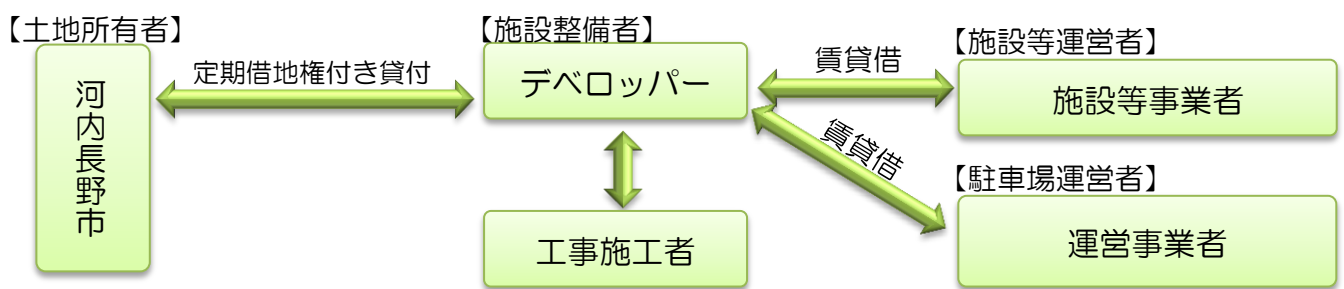 【土地所有者】
河内長野市
定期借地権付き貸付
【施設整備者】
デベロッパー
工事施工者
賃貸借
賃貸借
【施設等運営者】
施設等事業者
【駐車場運営者】
運営事業者